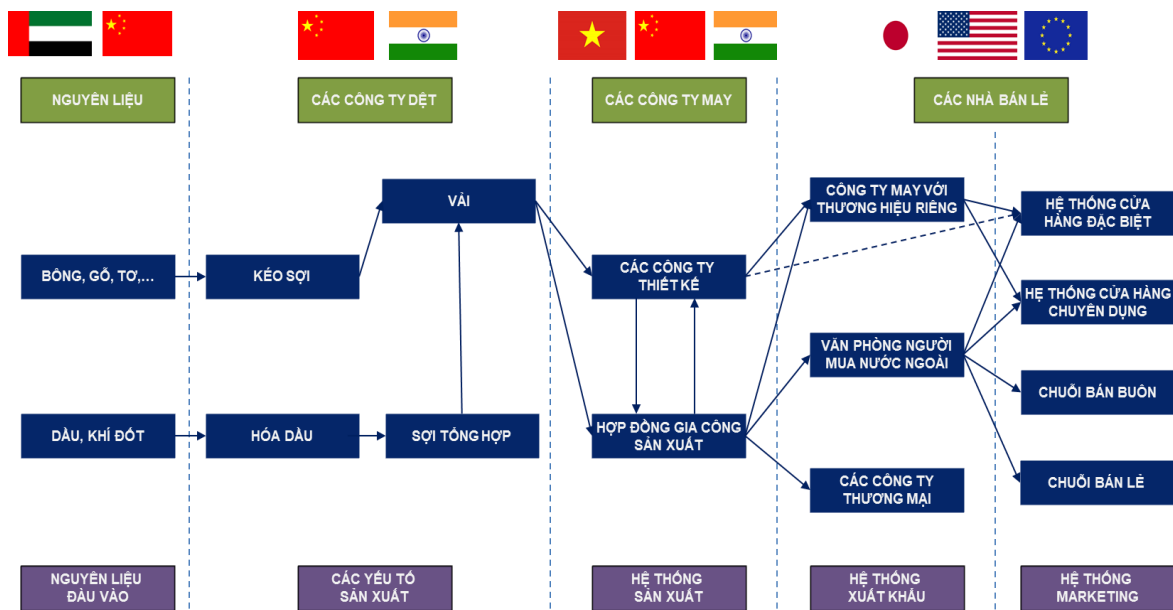 NGUYÊN LIỆU
CÁC CÔNG TY DỆT
CÁC CÔNG TY MAY
CÁC NHÀ BÁN LẺ
VẢI
CÔNG TY MAY VỚI
THƯƠNG HIỆU RIÊNG
HỆ THỐNG CỬA
HÀNG ĐẶC BIỆT
BÔNG, GỖ, TƠ,...
KÉO SỢI
CÁC CÔNG TY
THIẾT KẾ
HỆ THỐNG CỬA HÀNG
CHUYÊN DỤNG
VĂN PHÒNG NGƯỜI
MUA NƯỚC NGOÀI
CHUỖI BÁN BUÔN
DẦU, KHÍ ĐỐT
HÓA DẦU
SỢI TỔNG HỢP
HỢP ĐỒNG GIA CÔNG
SẢN XUẤT
CÁC CÔNG TY
THƯƠNG MẠI
CHUỖI BÁN LẺ
NGUYÊN LIỆU
ĐÀU VÀO
CÁC YẾU TỐ
SẢN XUẤT
HỆ THỐNG
SẢN XUẤT
HỆ THỐNG
XUẤT KHẨU
HỆ THỐNG
MARKETING